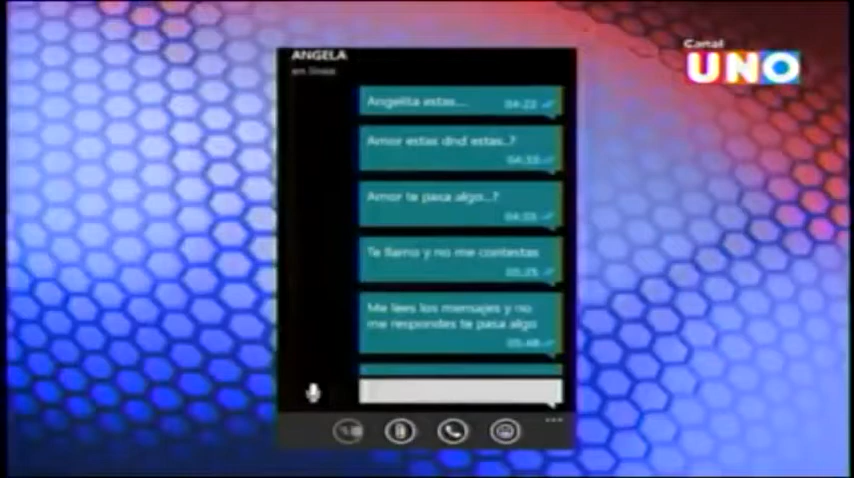 ANGELA
en línea
Canal
UNO
Angelita estas...
04:22
Amor estas dnd estas..?
04:33
Amor te pasa algo..?
Te llamo y no me contestas
05:25
Me lees los mensajes y no
me respondes te pasa algo
05:48